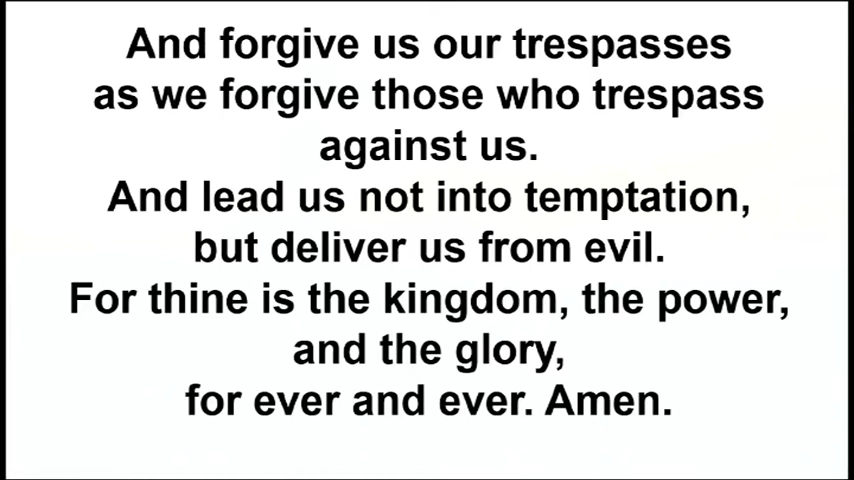 And forgive us our trespasses
as we forgive those who trespass
against us.
And lead us not into temptation,
but deliver us from evil.
For thine is the kingdom, the power,
and the glory,
for ever and ever. Amen.